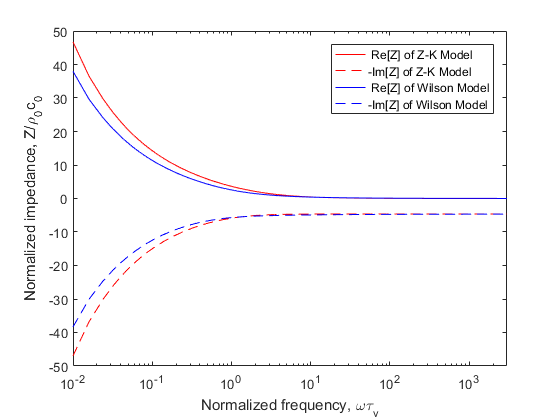 50
40
30
20
10
0
-10
-20
-30
-40
-50
Normalized impedance, Z/ρ₀c₀
Re[Z] of Z-K Model
-Im[Z] of Z-K Model
Re[Z] of Wilson Model
-Im[Z] of Wilson Model
10⁻² 10⁻¹ 10⁰ 10¹ 10² 10³
Normalized frequency, ωτᵥ